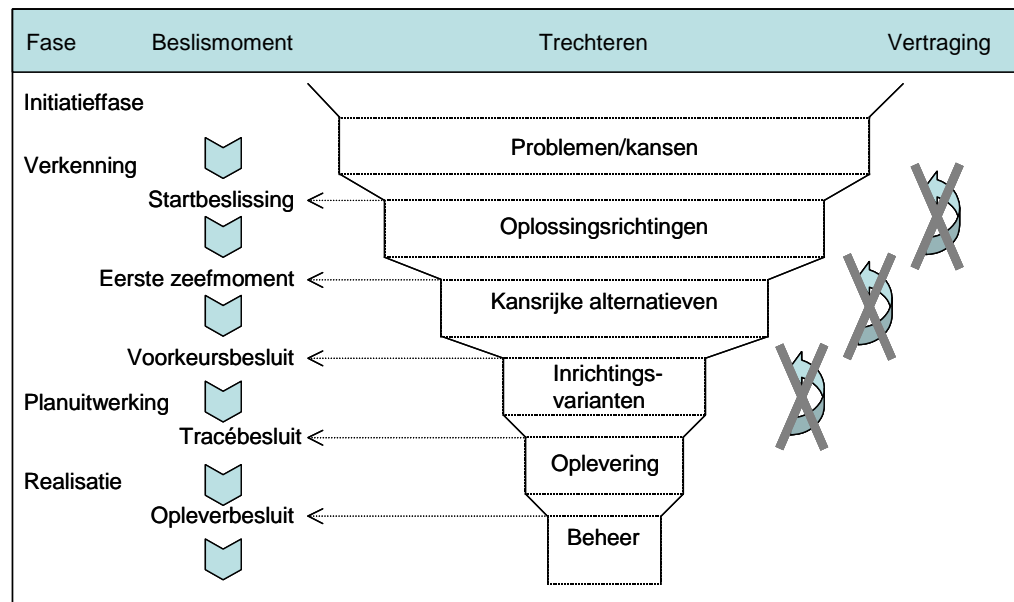 Fase Beslismoment Trechteren Vertraging
Initiatieffase
Problemen/kansen
Verkenning
Startbeslissing
Oplossingsrichtingen
Eerste zeefmoment
Kansrijke alternatieven
Voorkeursbesluit
Inrichtings-
varianten
Planuitwerking
Tracébesluit
Oplevering
Realisatie
Opleverbesluit
Beheer